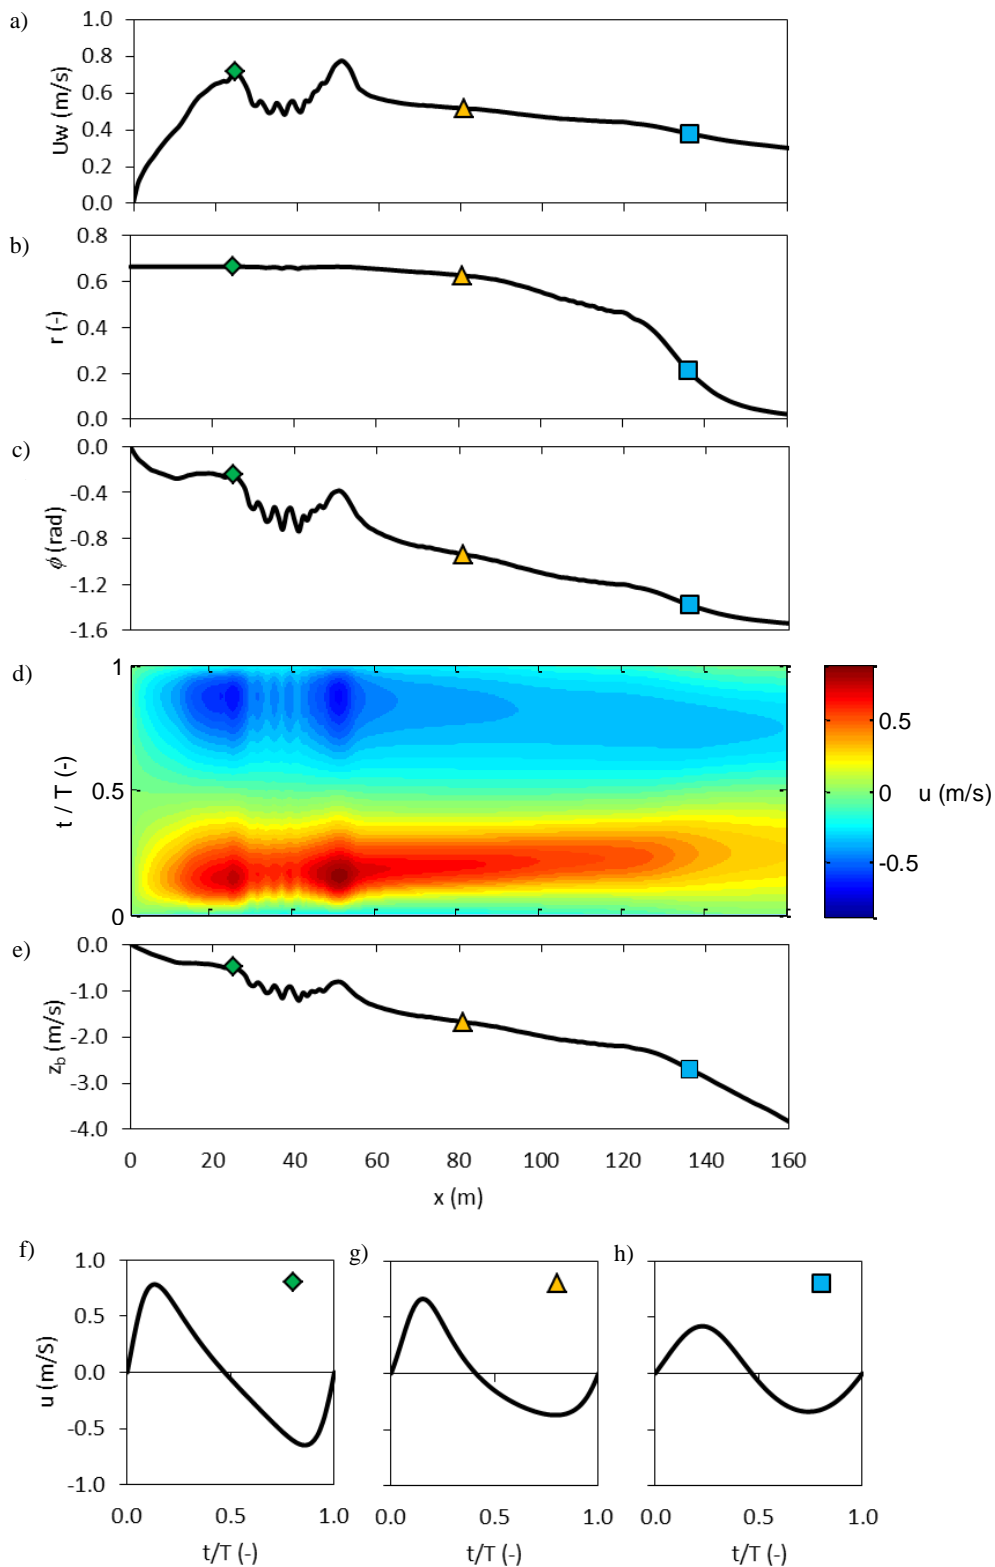 a)
Uw (m/s)
1.0
0.8
0.6
0.4
0.2
0.0
b)
r (-)
0.8
0.6
0.4
0.2
0.0
c)
ϕ (rad)
0.0
-0.4
-0.8
-1.2
-1.6
d)
t / T (-)
1
0.5
0
0.5
0
-0.5
u (m/s)
e)
z_b (m/s)
0.0
-1.0
-2.0
-3.0
-4.0
0 20 40 60 80 100 120 140 160
x (m)
f)
g)
h)
u (m/s)
1.0
0.5
0.0
-0.5
-1.0
0.0 0.5 1.0
0.0 0.5 1.0
0.0 0.5 1.0
t/T (-)
t/T (-)
t/T (-)